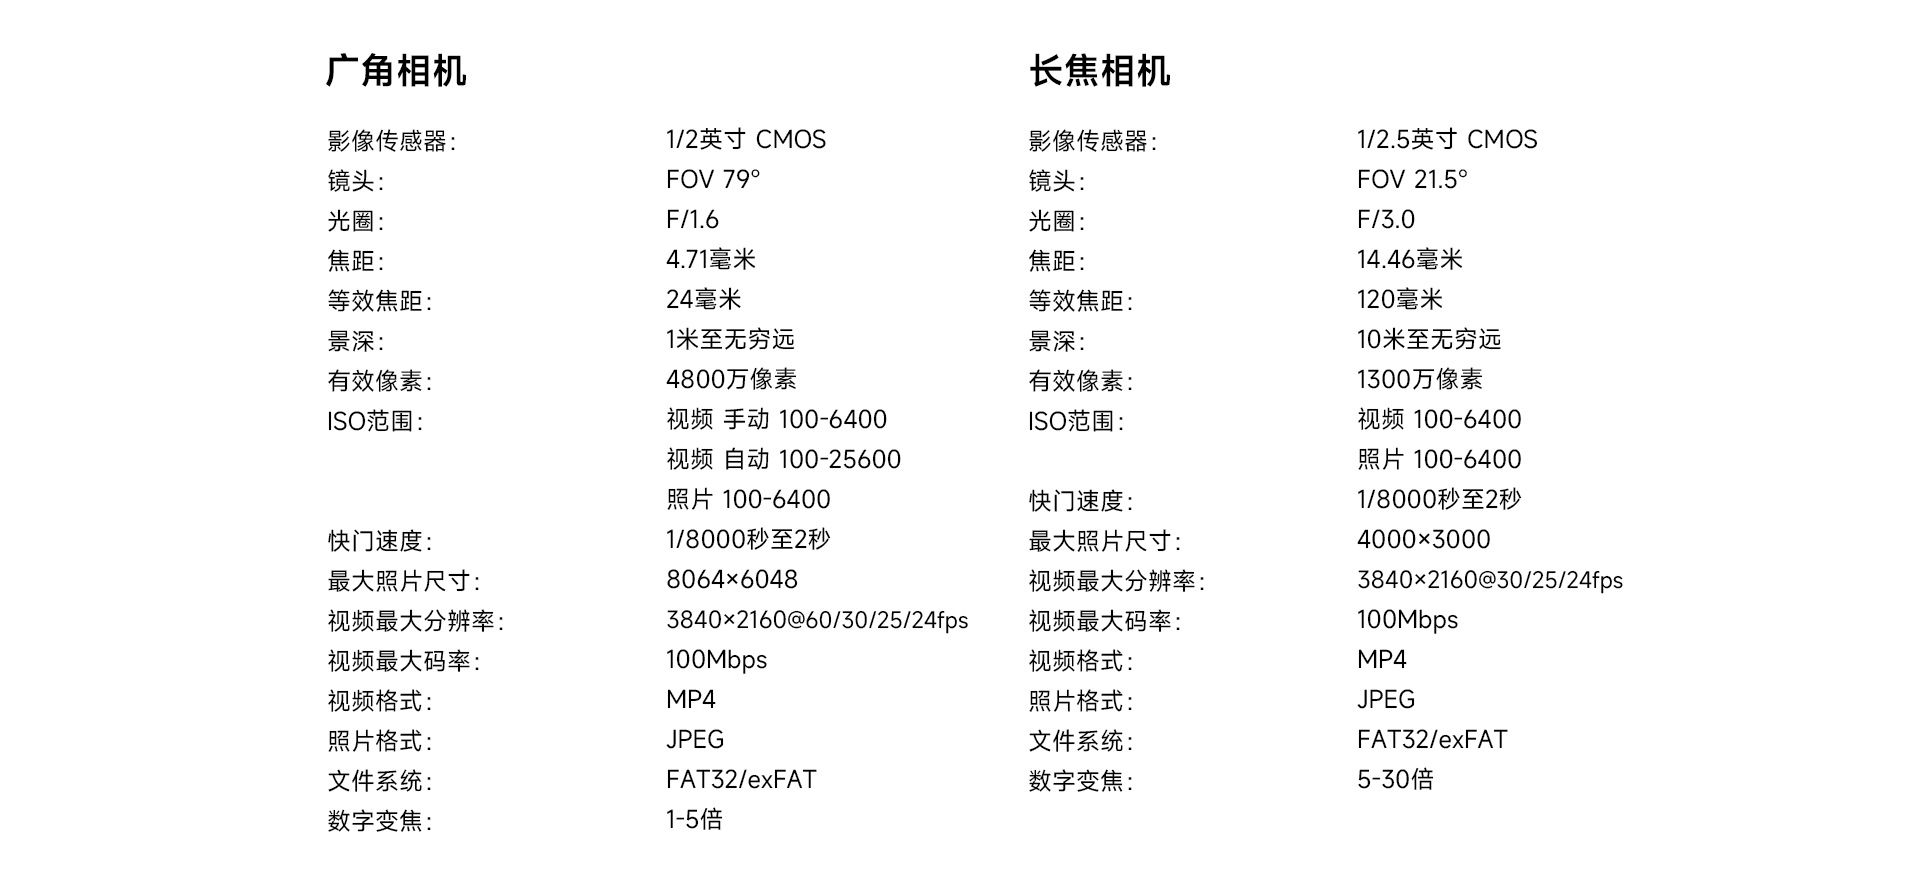 广角相机
影像传感器： 1/2英寸 CMOS
镜头： FOV 79°
光圈： F/1.6
焦距： 4.71毫米
等效焦距： 24毫米
景深： 1米至无穷远
有效像素： 4800万像素
ISO范围： 视频 手动 100-6400
视频 自动 100-25600
照片 100-6400
快门速度： 1/8000秒至2秒
最大照片尺寸： 8064×6048
视频最大分辨率： 3840×2160@60/30/25/24fps
视频最大码率： 100Mbps
视频格式： MP4
照片格式： JPEG
文件系统： FAT32/exFAT
数字变焦： 1-5倍
长焦相机
影像传感器： 1/2.5英寸 CMOS
镜头： FOV 21.5°
光圈： F/3.0
焦距： 14.46毫米
等效焦距： 120毫米
景深： 10米至无穷远
有效像素： 1300万像素
ISO范围： 视频 100-6400
照片 100-6400
快门速度： 1/8000秒至2秒
最大照片尺寸： 4000×3000
视频最大分辨率： 3840×2160@30/25/24fps
视频最大码率： 100Mbps
视频格式： MP4
照片格式： JPEG
文件系统： FAT32/exFAT
数字变焦： 5-30倍